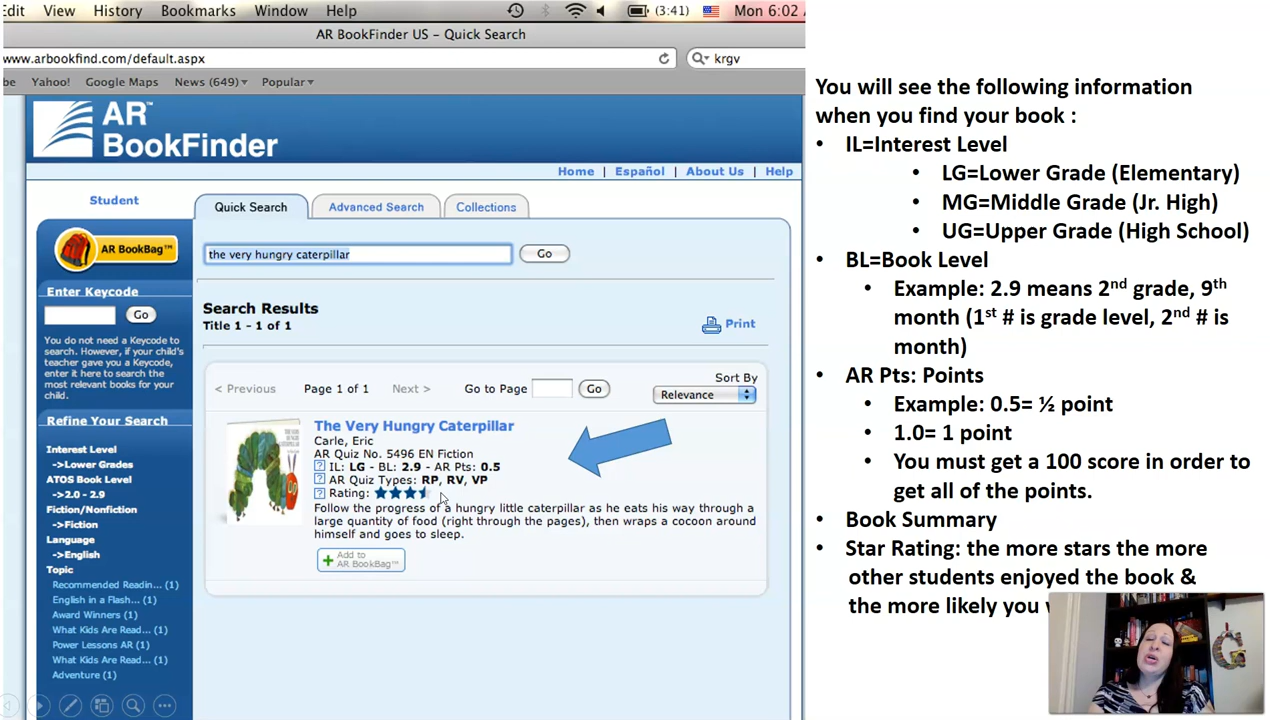 Edit View History Bookmarks Window Help (3:41) Mon 6:02
AR BookFinder US – Quick Search
www.arbookfind.com/default.aspx krgv
be Yahoo! Google Maps News (649) Popular
AR™
BookFinder
Home | Español | About Us | Help
Student
Quick Search Advanced Search Collections
AR BookBag™
the very hungry caterpillar Go
Enter Keycode
Go
You do not need a Keycode to
search. However, if your child's
teacher gave you a Keycode,
enter it here to search the
most relevant books for your
child.
Refine Your Search
Interest Level
->Lower Grades
ATOS Book Level
->2.0 - 2.9
Fiction/Nonfiction
->Fiction
Language
->English
Topic
Recommended Readin... (1)
English in a Flash... (1)
Award Winners (1)
What Kids Are Read... (1)
Power Lessons AR (1)
What Kids Are Read... (1)
Adventure (1)
Search Results
Title 1 - 1 of 1
Print
Sort By
< Previous Page 1 of 1 Next > Go to Page Go
Relevance
The Very Hungry Caterpillar
Carle, Eric
AR Quiz No. 5496 EN Fiction
IL: LG - BL: 2.9 - AR Pts: 0.5
AR Quiz Types: RP, RV, VP
Rating:
Follow the progress of a hungry little caterpillar as he eats his way through a
large quantity of food (right through the pages), then wraps a cocoon around
himself and goes to sleep.
Add to
AR BookBag™
You will see the following information
when you find your book :
• IL=Interest Level
• LG=Lower Grade (Elementary)
• MG=Middle Grade (Jr. High)
• UG=Upper Grade (High School)
• BL=Book Level
• Example: 2.9 means 2nd grade, 9th
month (1st # is grade level, 2nd # is
month)
• AR Pts: Points
• Example: 0.5= ½ point
• 1.0= 1 point
• You must get a 100 score in order to
get all of the points.
• Book Summary
• Star Rating: the more stars the more
other students enjoyed the book &
the more likely you
G